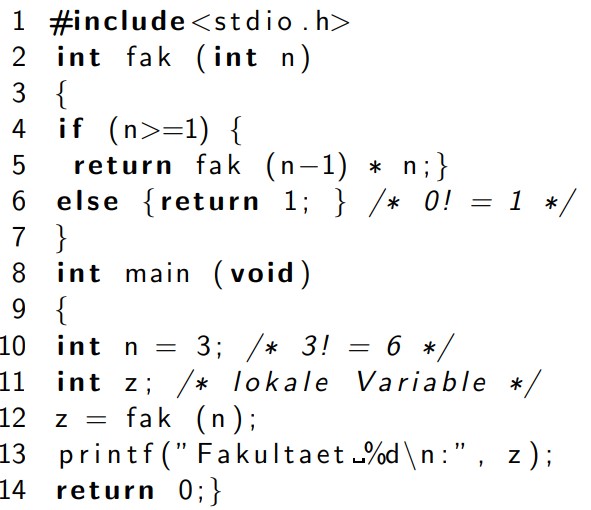 1 #include<stdio.h>
2 int fak (int n)
3 {
4 if (n>=1) {
5 return fak (n−1) * n;}
6 else {return 1; } /* 0! = 1 */
7 }
8 int main (void)
9 {
10 int n = 3; /* 3! = 6 */
11 int z; /* lokale Variable */
12 z = fak (n);
13 printf("Fakultaet␣%d\n:", z);
14 return 0;}